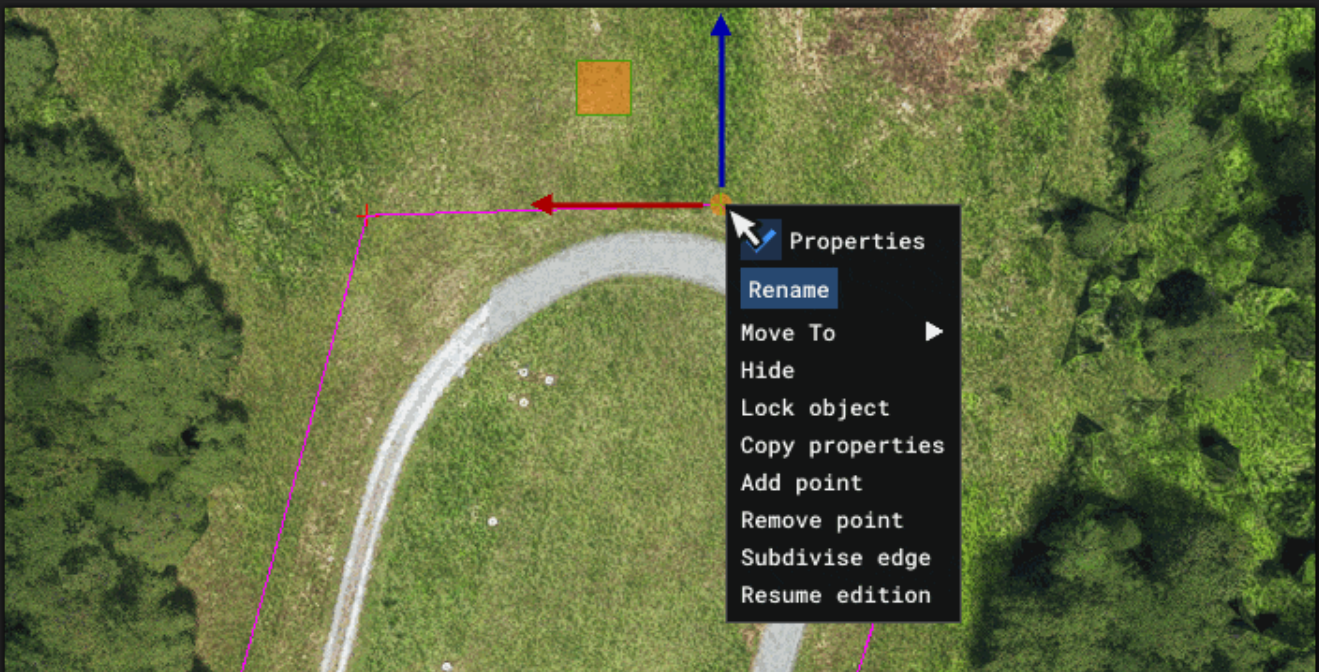 Properties
Rename
Move To
Hide
Lock object
Copy properties
Add point
Remove point
Subdivise edge
Resume edition